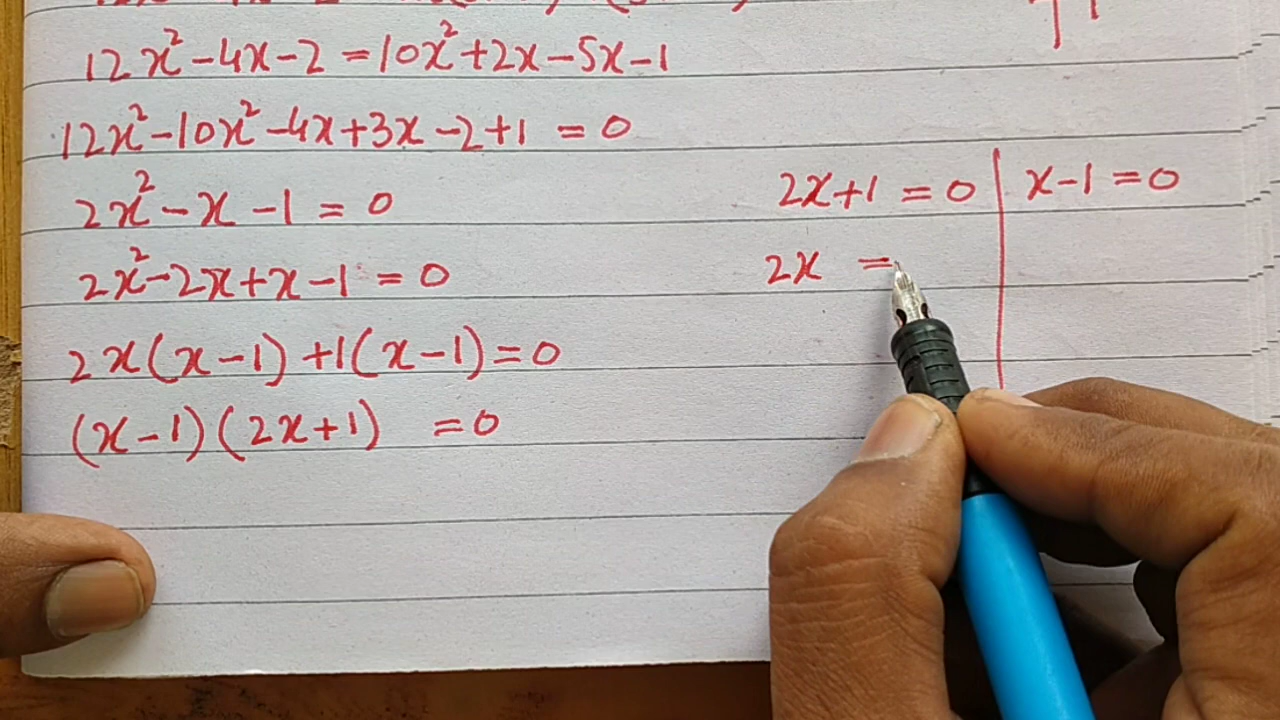 12x²-4x-2 = 10x²+2x-5x-1
12x²-10x²-4x+3x-2+1 = 0
2x²-x-1 = 0
2x²-2x+x-1 = 0
2x(x-1)+1(x-1)=0
(x-1)(2x+1) = 0
2x+1 = 0 | x-1 = 0
2x =